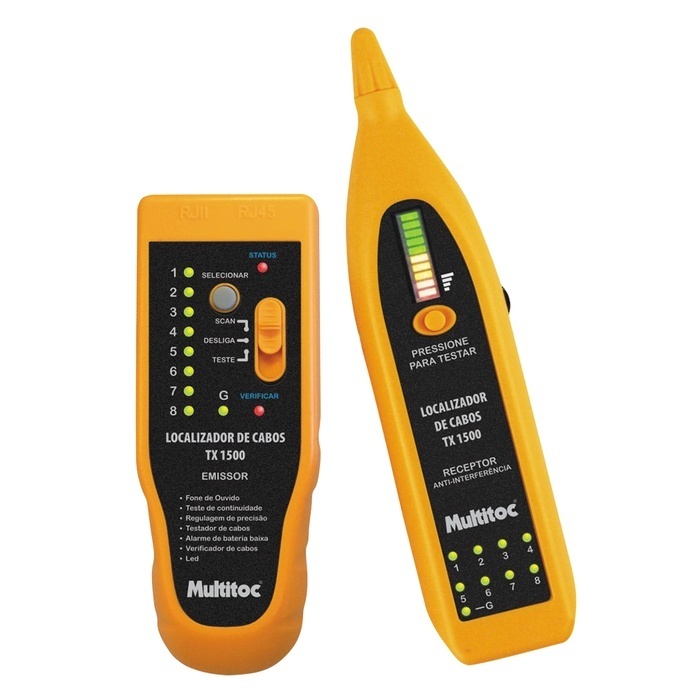 RJ11 RJ45
STATUS
1
SELECIONAR
2
3
SCAN
4
DESLIGA
5
TESTE
6
7
G VERIFICAR
8
LOCALIZADOR DE CABOS
TX 1500
EMISSOR
• Fone de Ouvido
• Teste de continuidade
• Regulagem de precisão
• Testador de cabos
• Alarme de bateria baixa
• Verificador de cabos
• Led
Multitoc®
PRESSIONE
PARA TESTAR
LOCALIZADOR
DE CABOS
TX 1500
RECEPTOR
ANTI-INTERFERÊNCIA
Multitoc®
1 2 3 4
5 6 7 8
—G